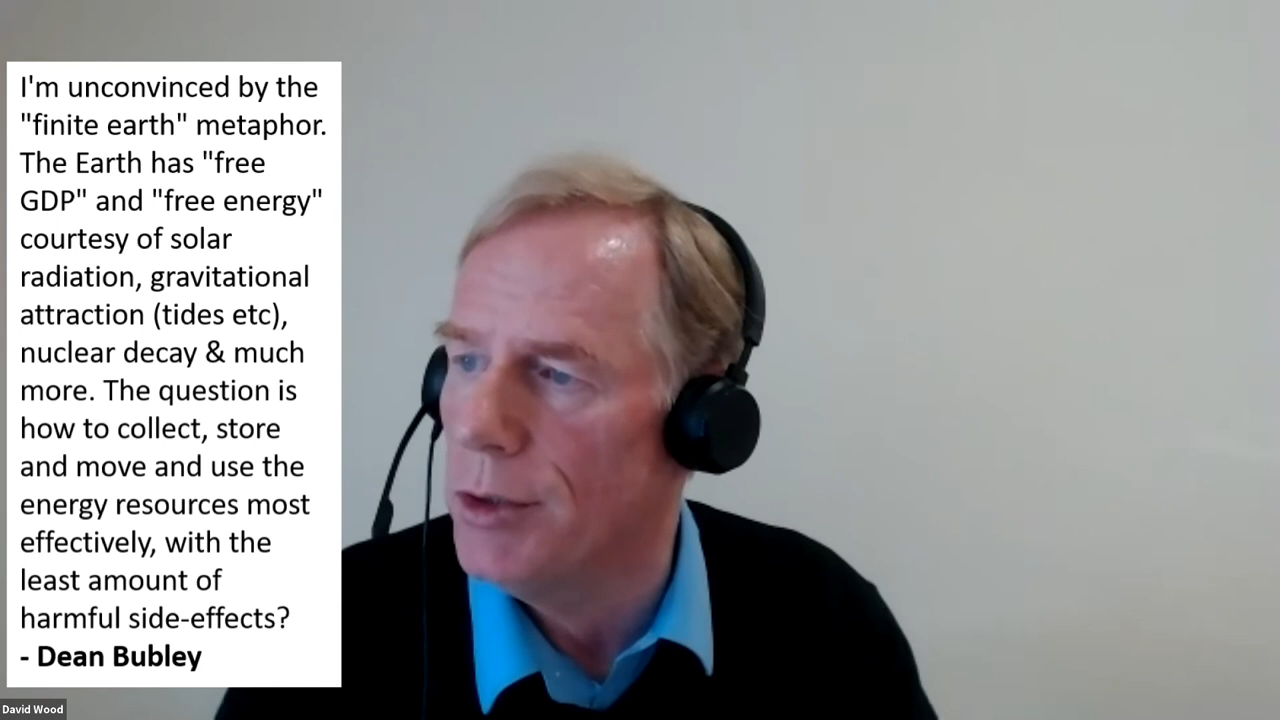 I'm unconvinced by the
"finite earth" metaphor.
The Earth has "free
GDP" and "free energy"
courtesy of solar
radiation, gravitational
attraction (tides etc),
nuclear decay & much
more. The question is
how to collect, store
and move and use the
energy resources most
effectively, with the
least amount of
harmful side-effects?
- Dean Bubley
David Wood